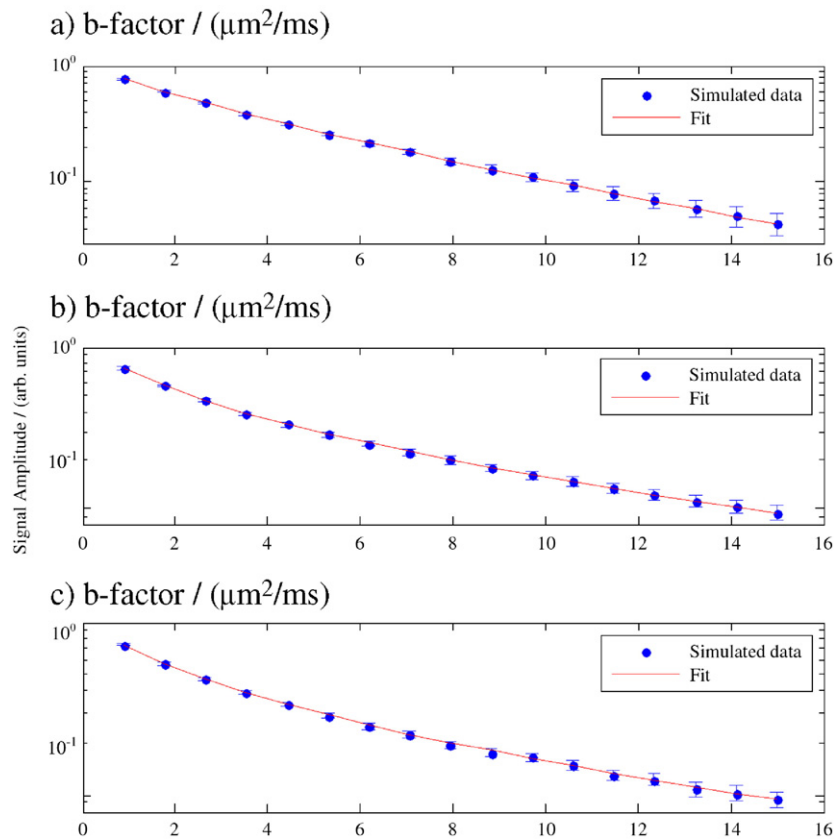 a) b-factor / (μm²/ms)
10⁰
10⁻¹
Simulated data
Fit
0 2 4 6 8 10 12 14 16
b) b-factor / (μm²/ms)
Signal Amplitude / (arb. units)
10⁰
10⁻¹
Simulated data
Fit
0 2 4 6 8 10 12 14 16
c) b-factor / (μm²/ms)
10⁰
10⁻¹
Simulated data
Fit
0 2 4 6 8 10 12 14 16